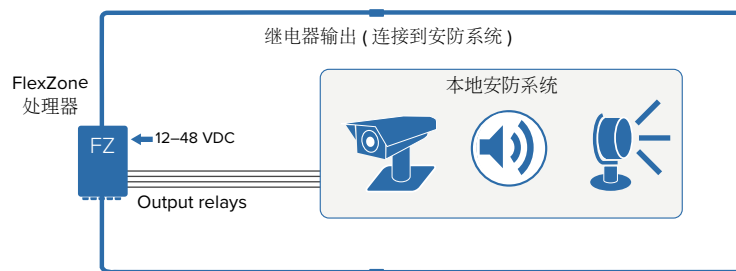 继电器输出 ( 连接到安防系统 )
FlexZone
处理器
本地安防系统
FZ
12–48 VDC
Output relays